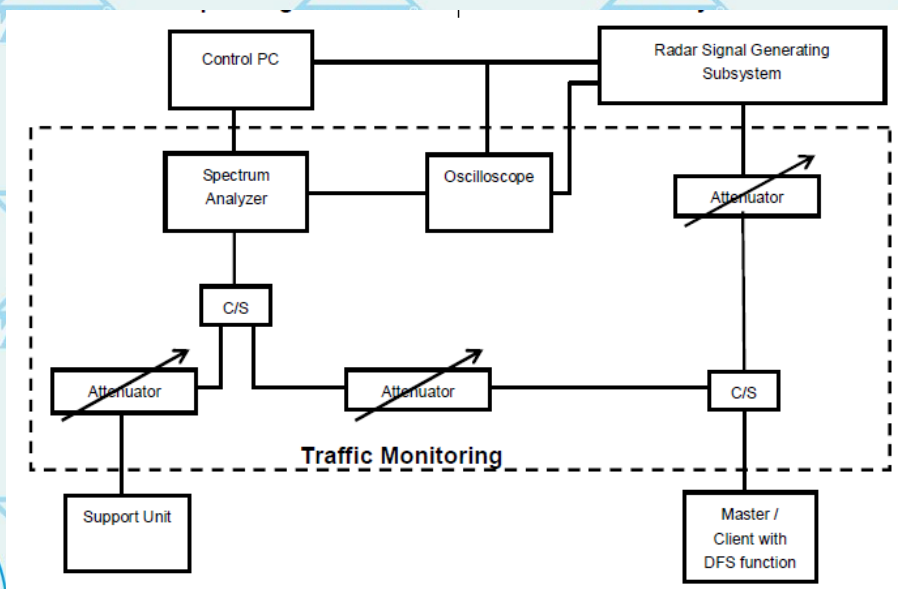 Control PC
Radar Signal Generating
Subsystem
Spectrum
Analyzer
Oscilloscope
Attenuator
C/S
Attenuator
Attenuator
C/S
Traffic Monitoring
Support Unit
Master /
Client with
DFS function